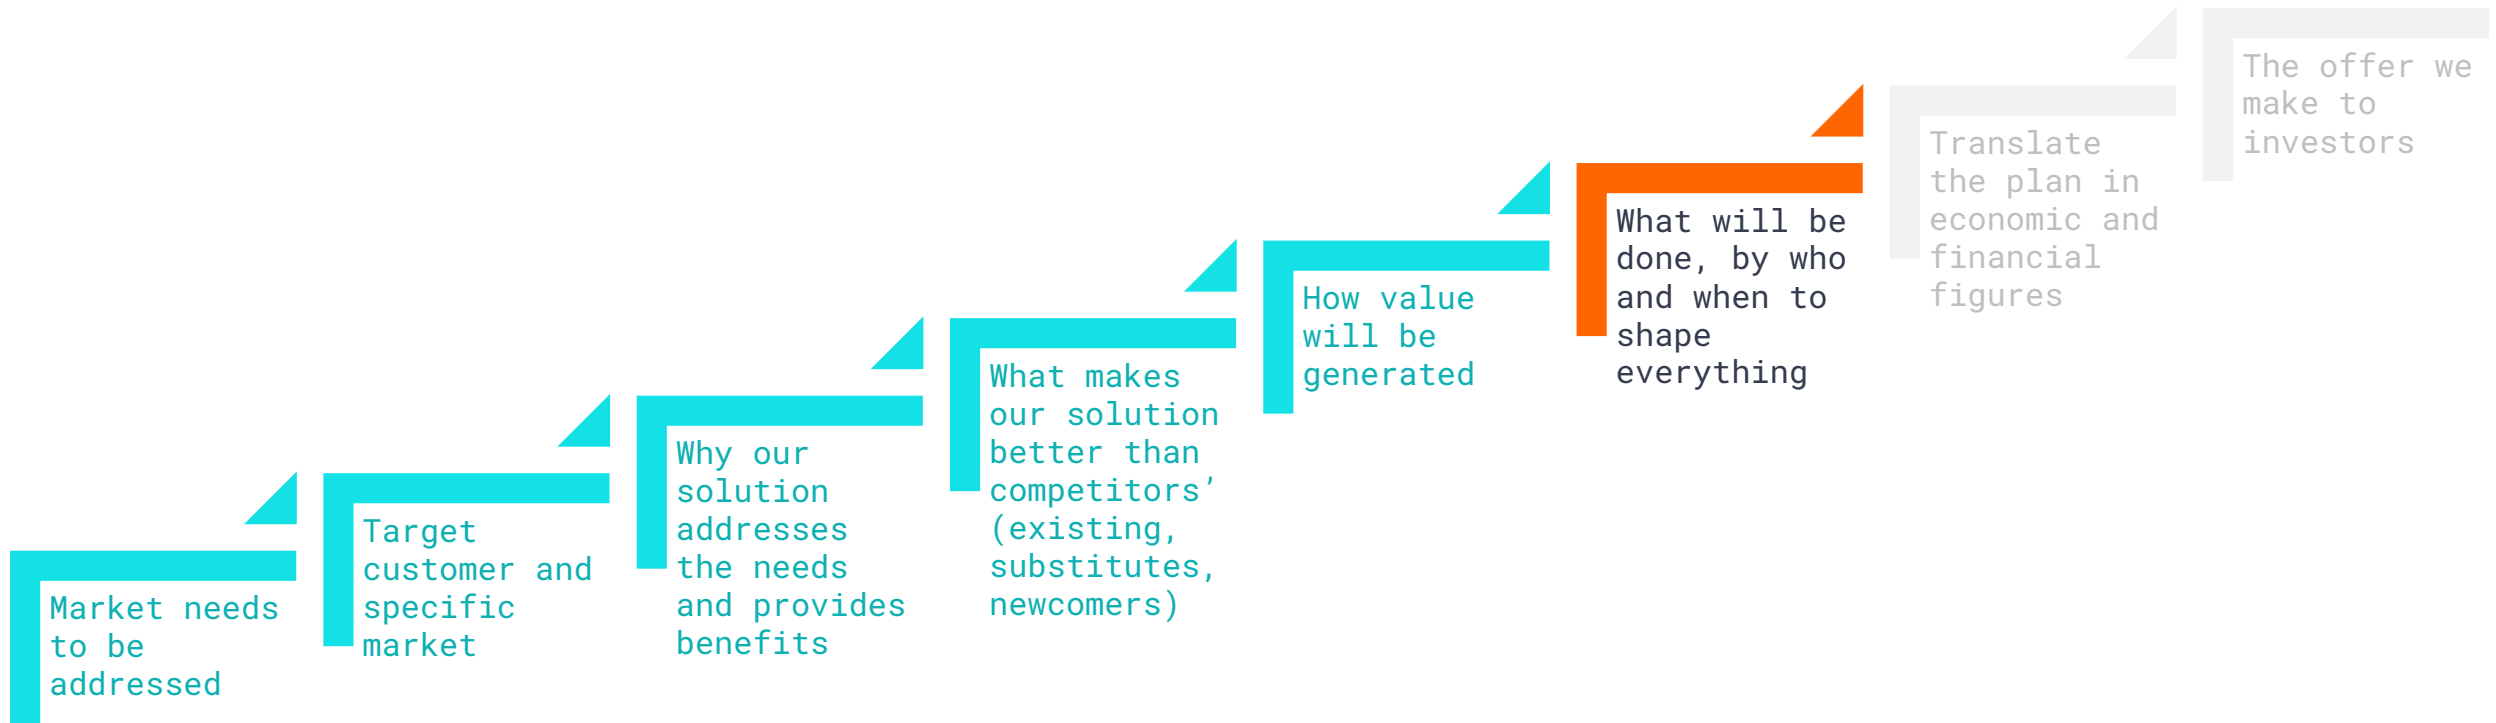 Market needs
to be
addressed
Target
customer and
specific
market
Why our
solution
addresses
the needs
and provides
benefits
What makes
our solution
better than
competitors’
(existing,
substitutes,
newcomers)
How value
will be
generated
What will be
done, by who
and when to
shape
everything
Translate
the plan in
economic and
financial
figures
The offer we
make to
investors